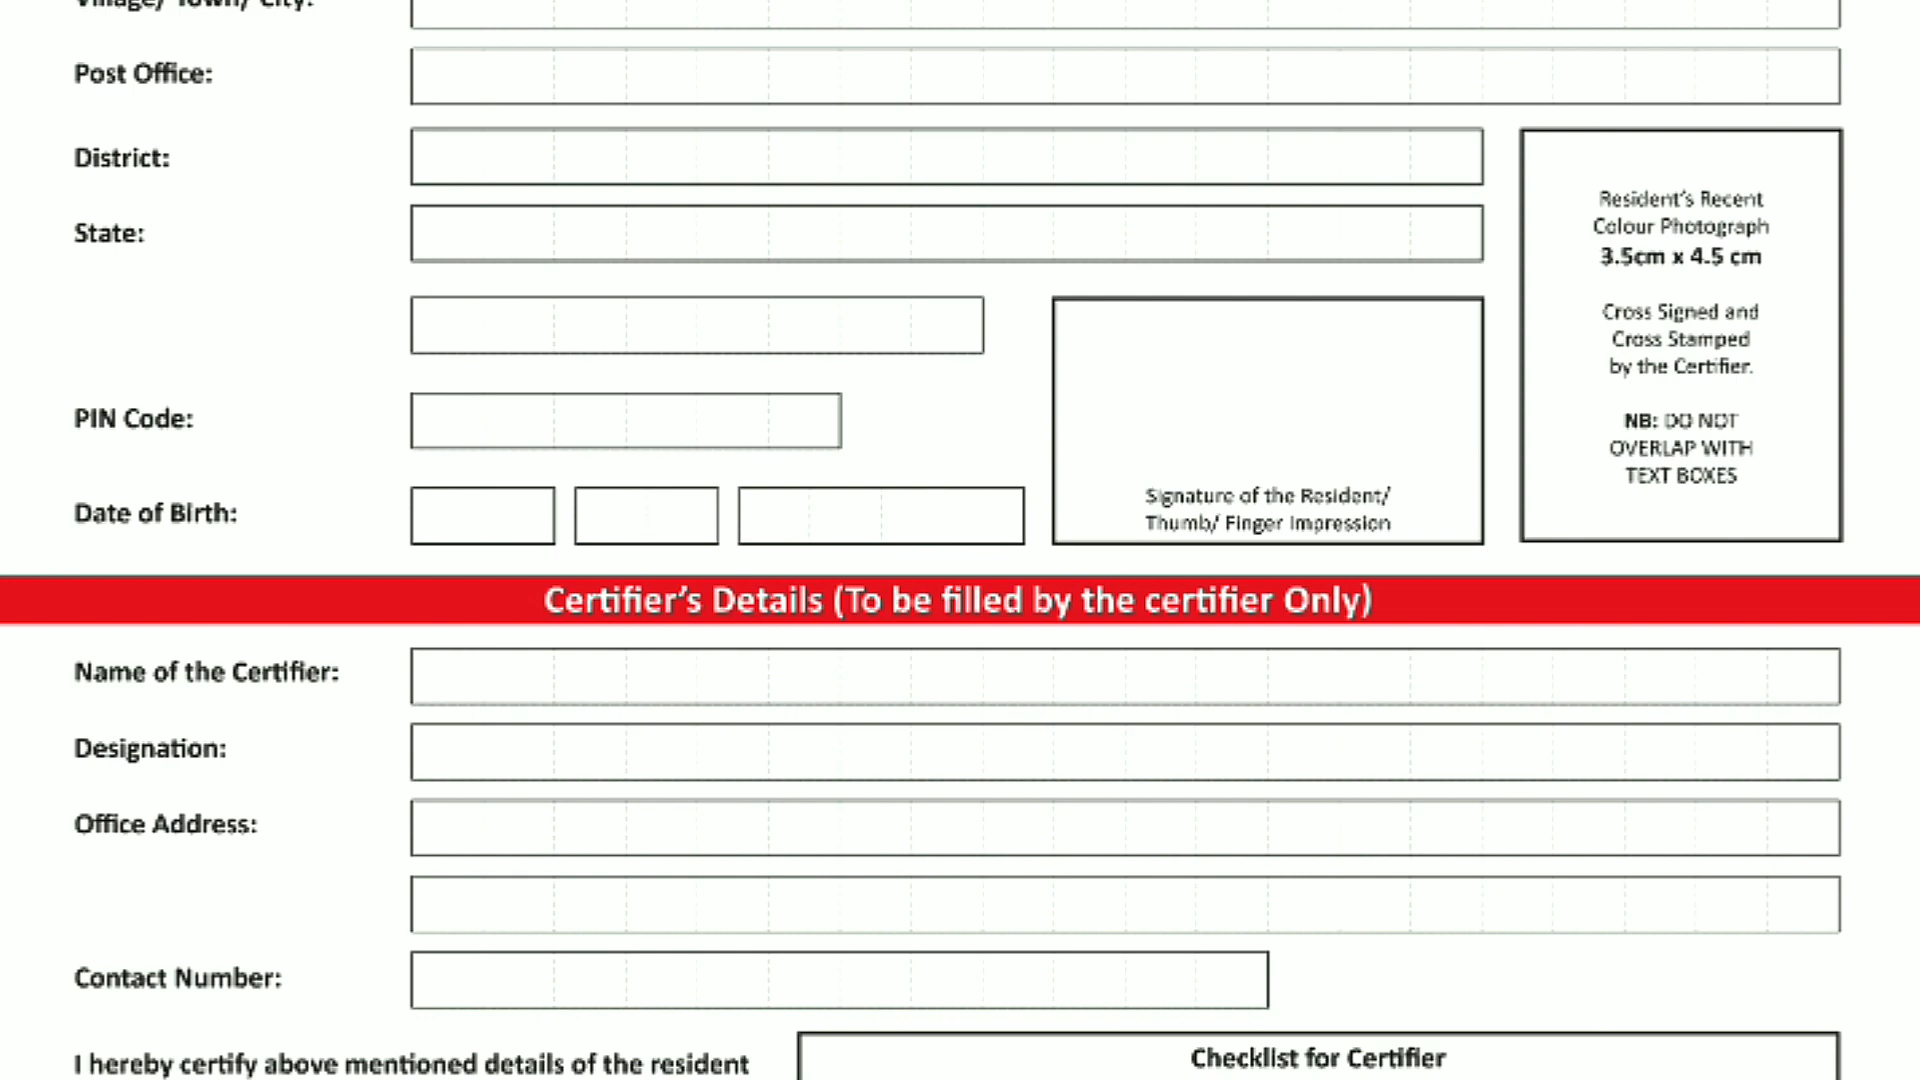 Village/ Town/ City:
Post Office:
District:
State:
Resident's Recent
Colour Photograph
3.5cm x 4.5 cm
Cross Signed and
Cross Stamped
by the Certifier.
NB: DO NOT
OVERLAP WITH
TEXT BOXES
PIN Code:
Date of Birth:
Signature of the Resident/
Thumb/ Finger Impression
Certifier's Details (To be filled by the certifier Only)
Name of the Certifier:
Designation:
Office Address:
Contact Number:
I hereby certify above mentioned details of the resident
Checklist for Certifier